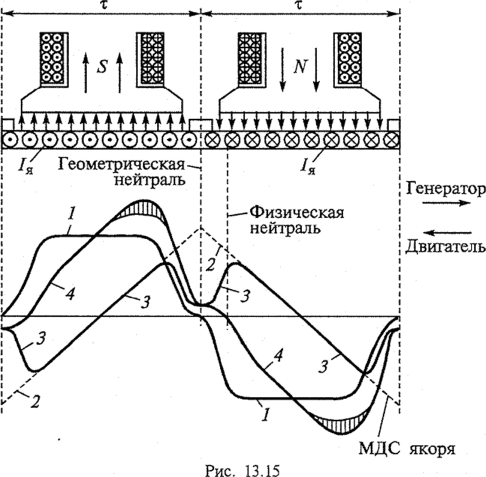 τ τ
S N
Iя Iя
Геометрическая
нейтраль
Генератор
Физическая
нейтраль
Двигатель
1
2
3
3
4
4
3
3
2
1
МДС якоря
Рис. 13.15